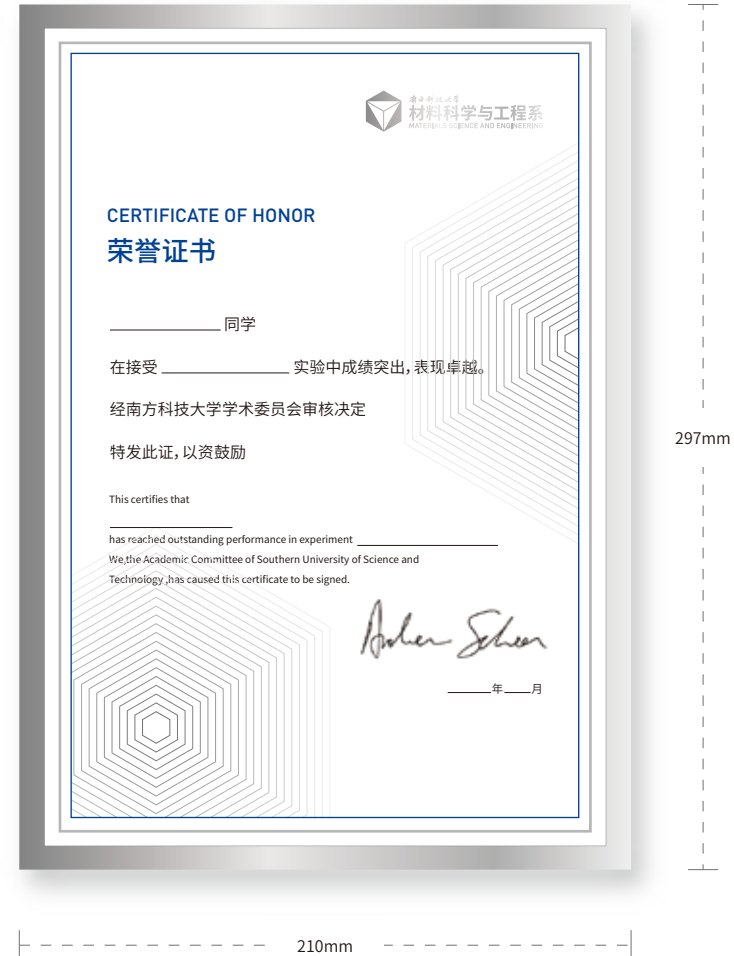 南方科技大学
材料科学与工程系
MATERIALS SCIENCE AND ENGINEERING
CERTIFICATE OF HONOR
荣誉证书
同学
在接受 实验中成绩突出，表现卓越。
经南方科技大学学术委员会审核决定
特发此证，以资鼓励
This certifies that
has reached outstanding performance in experiment
We,the Academic Committee of Southern University of Science and
Technology ,has caused this certificate to be signed.
年 月
297mm
210mm